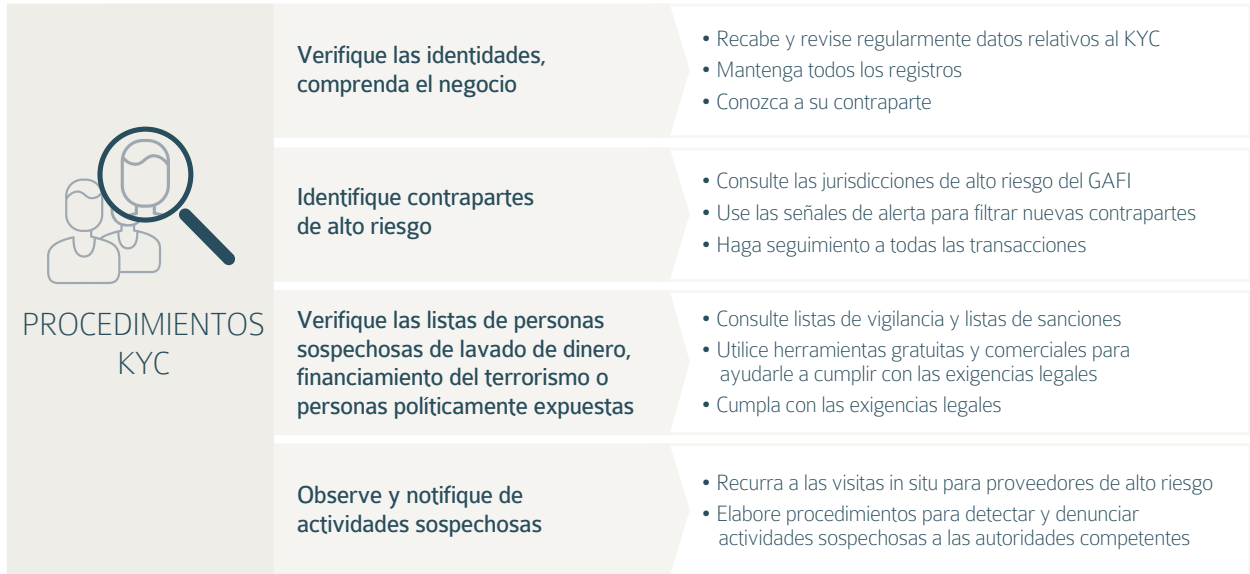 PROCEDIMIENTOS
KYC
Verifique las identidades,
comprenda el negocio
• Recabe y revise regularmente datos relativos al KYC
• Mantenga todos los registros
• Conozca a su contraparte
Identifique contrapartes
de alto riesgo
• Consulte las jurisdicciones de alto riesgo del GAFI
• Use las señales de alerta para filtrar nuevas contrapartes
• Haga seguimiento a todas las transacciones
Verifique las listas de personas
sospechosas de lavado de dinero,
financiamiento del terrorismo o
personas políticamente expuestas
• Consulte listas de vigilancia y listas de sanciones
• Utilice herramientas gratuitas y comerciales para
ayudarle a cumplir con las exigencias legales
• Cumpla con las exigencias legales
Observe y notifique de
actividades sospechosas
• Recurra a las visitas in situ para proveedores de alto riesgo
• Elabore procedimientos para detectar y denunciar
actividades sospechosas a las autoridades competentes